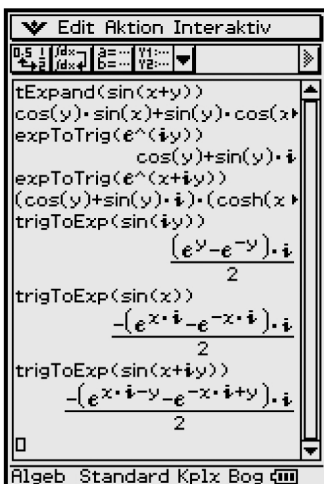 Edit Aktion Interaktiv
tExpand(sin(x+y))
cos(y)·sin(x)+sin(y)·cos(x
expToTrig(e^(iy))
cos(y)+sin(y)·i
expToTrig(e^(x+iy))
(cos(y)+sin(y)·i)·(cosh(x
trigToExp(sin(iy))
(e^y-e^-y)·i
2
trigToExp(sin(x))
-(e^x·i-e^-x·i)·i
2
trigToExp(sin(x+iy))
-(e^x·i-y-e^-x·i+y)·i
2
Algeb Standard Kplx Bog